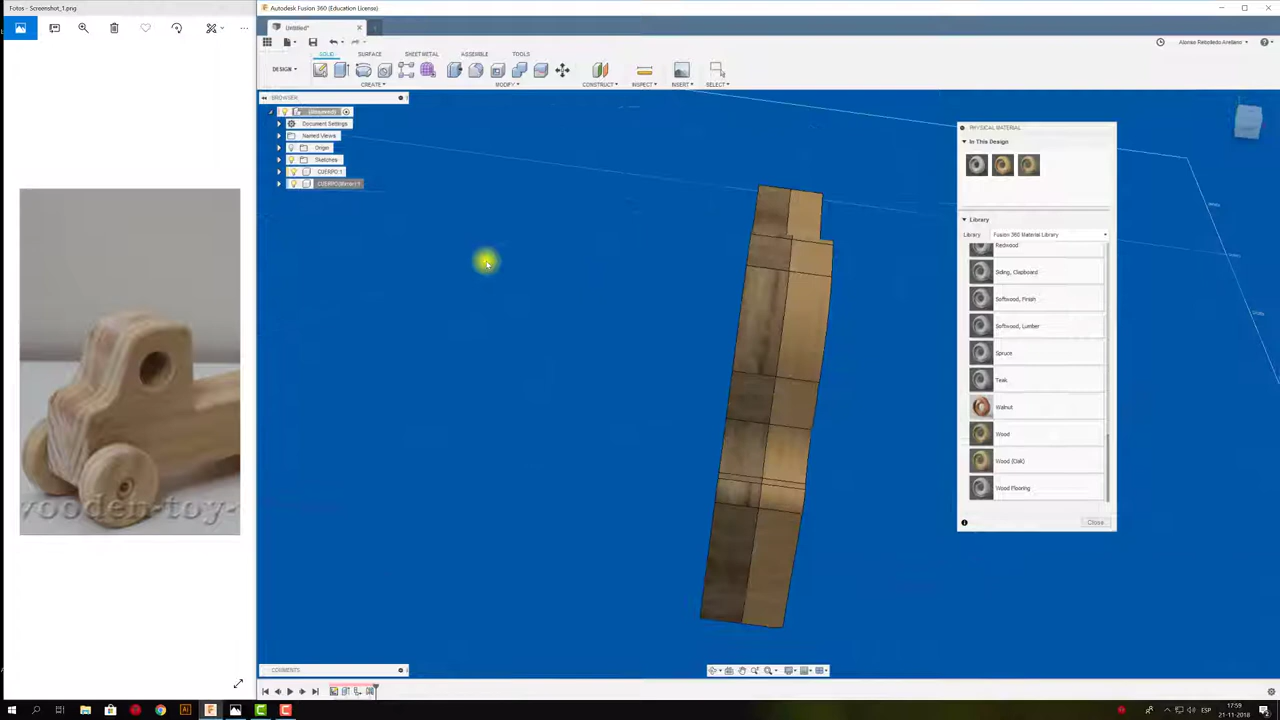 Fotos - Screenshot_1.png
Autodesk Fusion 360 (Education License)
Untitled*
Alonso Rebolledo Arellano
SOLID
SURFACE
SHEET METAL
ASSEMBLE
TOOLS
DESIGN
CREATE
MODIFY
CONSTRUCT
INSPECT
INSERT
SELECT
BROWSER
Document Settings
Named Views
Origin
Sketches
CUERPO 1
PHYSICAL MATERIAL
In This Design
Library
Library
Fusion 360 Material Library
Redwood
Siding, Clapboard
Softwood, Finish
Softwood, Lumber
Spruce
Teak
Walnut
Wood
Wood (Oak)
Wood Flooring
Close
wooden-toy-
COMMENTS
ESP
17:59
21-11-2018